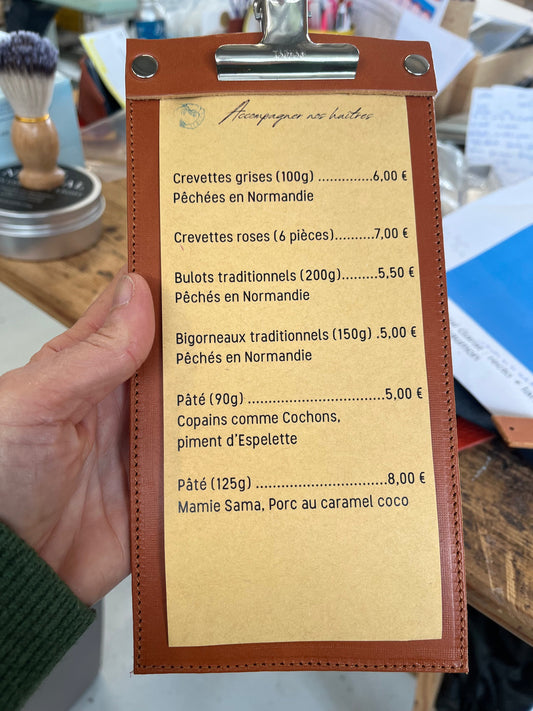 Accompagner nos huîtres
Crevettes grises (100g) ..............6,00 €
Pêchées en Normandie
Crevettes roses (6 pièces)..........7,00 €
Bulots traditionnels (200g).........5,50 €
Pêchés en Normandie
Bigorneaux traditionnels (150g) .5,00 €
Pêchés en Normandie
Pâté (90g) .................................5,00 €
Copains comme Cochons,
piment d'Espelette
Pâté (125g) ...............................8,00 €
Mamie Sama, Porc au caramel coco